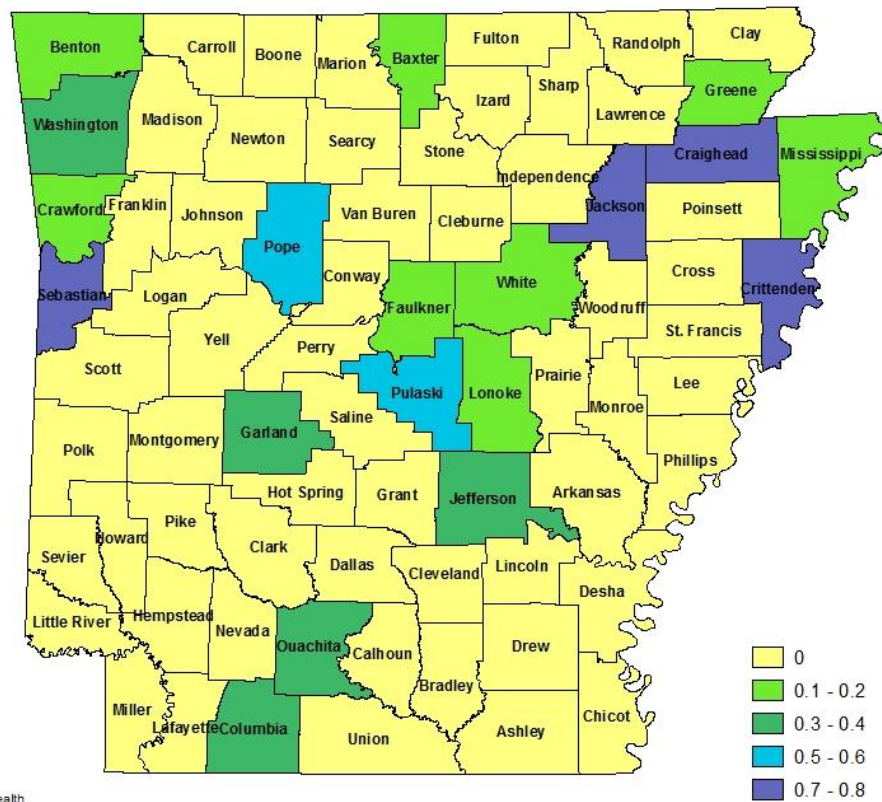 Benton
Carroll
Boone
Marion
Baxter
Fulton
Randolph
Clay
Washington
Madison
Newton
Searcy
Stone
Izard
Sharp
Lawrence
Greene
Crawford
Franklin
Johnson
Pope
Van Buren
Cleburne
Independence
Jackson
Craighead
Mississippi
Poinsett
Sebastian
Logan
Conway
Faulkner
White
Woodruff
Cross
Crittenden
St. Francis
Scott
Yell
Perry
Pulaski
Lonoke
Prairie
Monroe
Lee
Phillips
Polk
Montgomery
Garland
Saline
Hot Spring
Grant
Jefferson
Arkansas
Sevier
Howard
Pike
Clark
Dallas
Cleveland
Lincoln
Desha
Little River
Hempstead
Nevada
Ouachita
Calhoun
Bradley
Drew
Miller
Lafayette
Columbia
Union
Ashley
Chicot
0
0.1 - 0.2
0.3 - 0.4
0.5 - 0.6
0.7 - 0.8